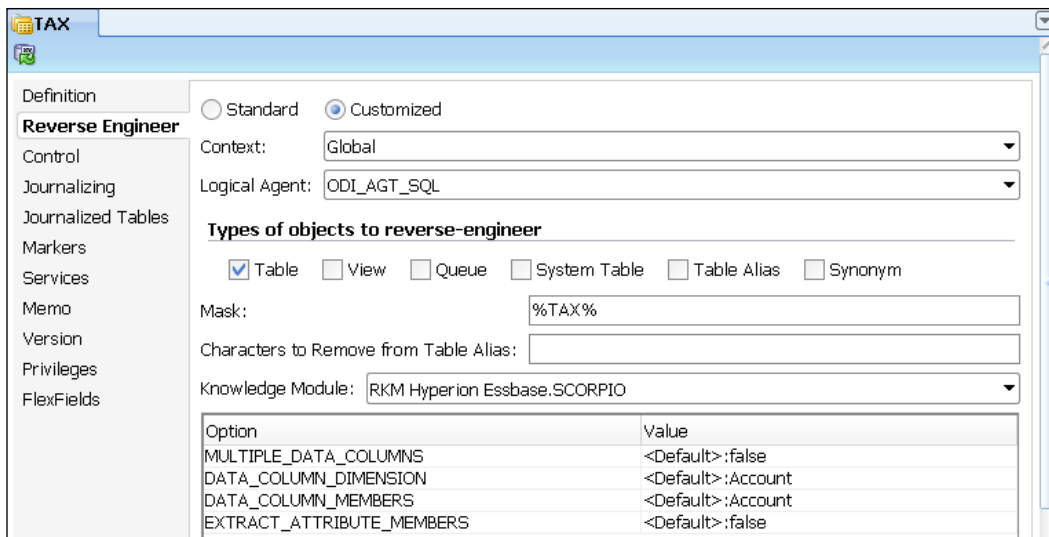 TAX
Definition
Reverse Engineer
Control
Journalizing
Journalized Tables
Markers
Services
Memo
Version
Privileges
FlexFields
Standard Customized
Context: Global
Logical Agent: ODI_AGT_SQL
Types of objects to reverse-engineer
Table View Queue System Table Table Alias Synonym
Mask: %TAX%
Characters to Remove from Table Alias:
Knowledge Module: RKM Hyperion Essbase.SCORPIO
Option Value
MULTIPLE_DATA_COLUMNS <Default>:false
DATA_COLUMN_DIMENSION <Default>:Account
DATA_COLUMN_MEMBERS <Default>:Account
EXTRACT_ATTRIBUTE_MEMBERS <Default>:false